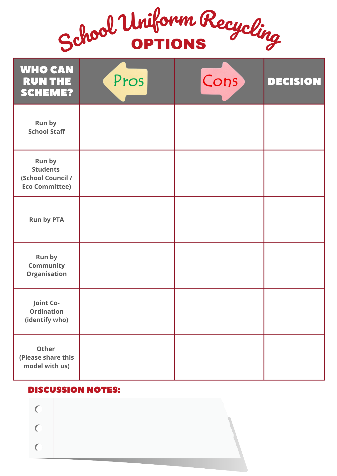 School Uniform Recycling
OPTIONS
WHO CAN
RUN THE
SCHEME?
Pros
Cons
DECISION
Run by
School Staff
Run by
Students
(School Council /
Eco Committee)
Run by PTA
Run by
Community
Organisation
Joint Co-
Ordination
(identify who)
Other
(Please share this
model with us)
DISCUSSION NOTES: